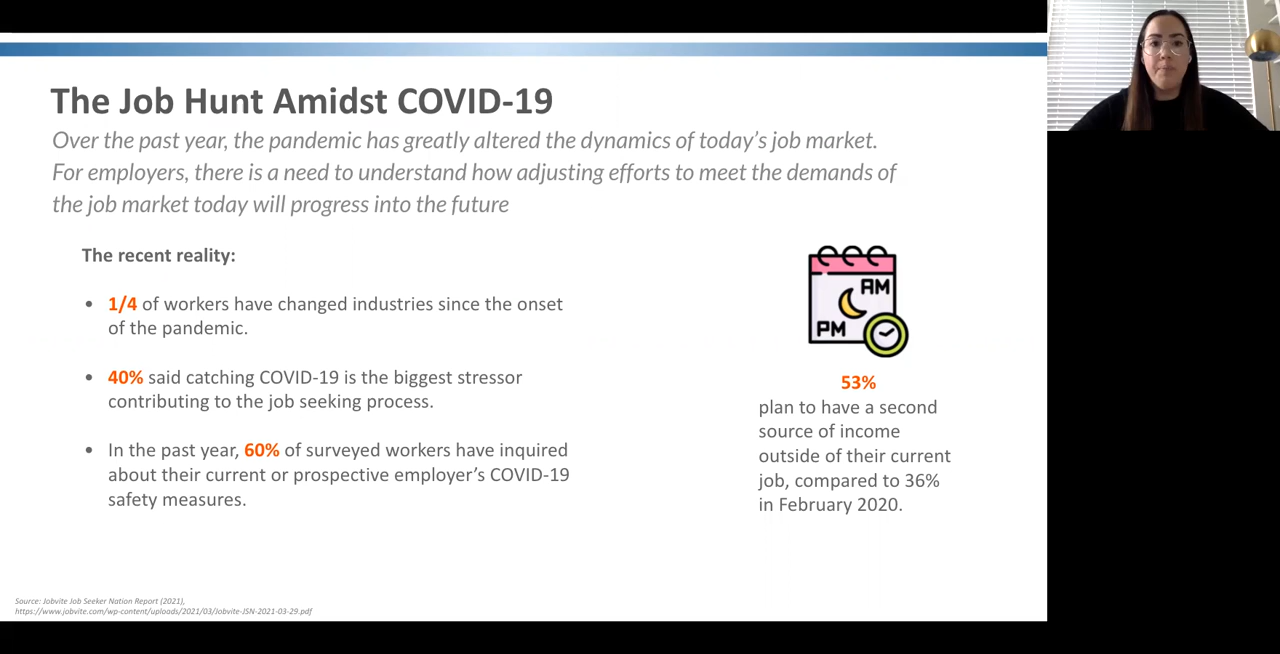 The Job Hunt Amidst COVID-19
Over the past year, the pandemic has greatly altered the dynamics of today's job market.
For employers, there is a need to understand how adjusting efforts to meet the demands of
the job market today will progress into the future
The recent reality:
• 1/4 of workers have changed industries since the onset
of the pandemic.
• 40% said catching COVID-19 is the biggest stressor
contributing to the job seeking process.
• In the past year, 60% of surveyed workers have inquired
about their current or prospective employer's COVID-19
safety measures.
AM
PM
53%
plan to have a second
source of income
outside of their current
job, compared to 36%
in February 2020.
Source: Jobvite Job Seeker Nation Report (2021),
https://www.jobvite.com/wp-content/uploads/2021/03/Jobvite-JSN-2021-03-29.pdf